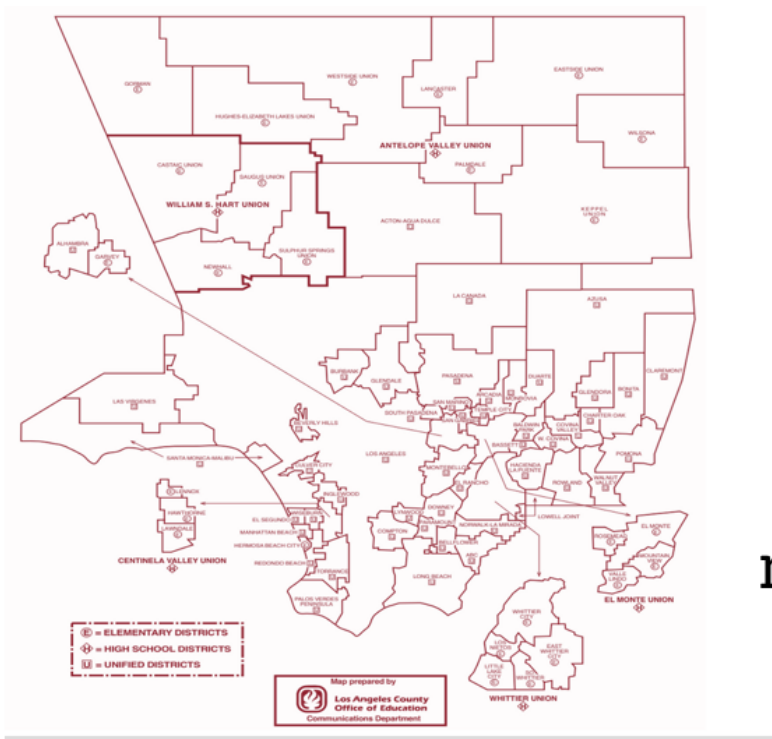 GORMAN
E
WESTSIDE UNION
E
LANCASTER
E
EASTSIDE UNION
E
HUGHES-ELIZABETH LAKES UNION
E
WILSONA
E
ANTELOPE VALLEY UNION
H
PALMDALE
E
CASTAIC UNION
E
SAUGUS UNION
E
WILLIAM S. HART UNION
H
KEPPEL
UNION
E
ACTON-AGUA DULCE
U
ALHAMBRA
U
GARVEY
E
NEWHALL
E
SULPHUR SPRINGS
UNION
E
LA CANADA
U
AZUSA
U
BURBANK
U
GLENDALE
U
PASADENA
U
ARCADIA
U
MONROVIA
U
DUARTE
U
GLENDORA
U
BONITA
U
CLAREMONT
U
LAS VIRGENES
U
SAN MARINO
TEMPLE CITY
SOUTH PASADENA
BEVERLY HILLS
U
BALDWIN
PARK
COVINA
VALLEY
CHARTER OAK
W. COVINA
BASSETT
POMONA
U
SANTA MONICA-MALIBU
U
LOS ANGELES
U
CULVER CITY
U
MONTEBELLO
U
HACIENDA
LA PUENTE
U
ROWLAND
U
WALNUT
VALLEY
U
EL RANCHO
U
LENNOX
HAWTHORNE
E
LAWNDALE
E
CENTINELA VALLEY UNION
H
INGLEWOOD
U
WISEBURN
EL SEGUNDO
MANHATTAN BEACH
HERMOSA BEACH CITY
REDONDO BEACH
TORRANCE
U
PALOS VERDES
PENINSULA
U
LYNWOOD
U
COMPTON
U
DOWNEY
U
PARAMOUNT
U
NORWALK-LA MIRADA
U
BELLFLOWER
ABC
U
LONG BEACH
U
LOWELL JOINT
EL MONTE
E
ROSEMEAD
E
MOUNTAIN
VIEW
E
VALLE
LINDO
E
EL MONTE UNION
H
WHITTIER
CITY
E
LOS
NIETOS
E
EAST
WHITTIER
CITY
E
LITTLE
LAKE
CITY
E
SO.
WHITTIER
E
WHITTIER UNION
H
E = ELEMENTARY DISTRICTS
H = HIGH SCHOOL DISTRICTS
U = UNIFIED DISTRICTS
Map prepared by
Los Angeles County
Office of Education
Communications Department